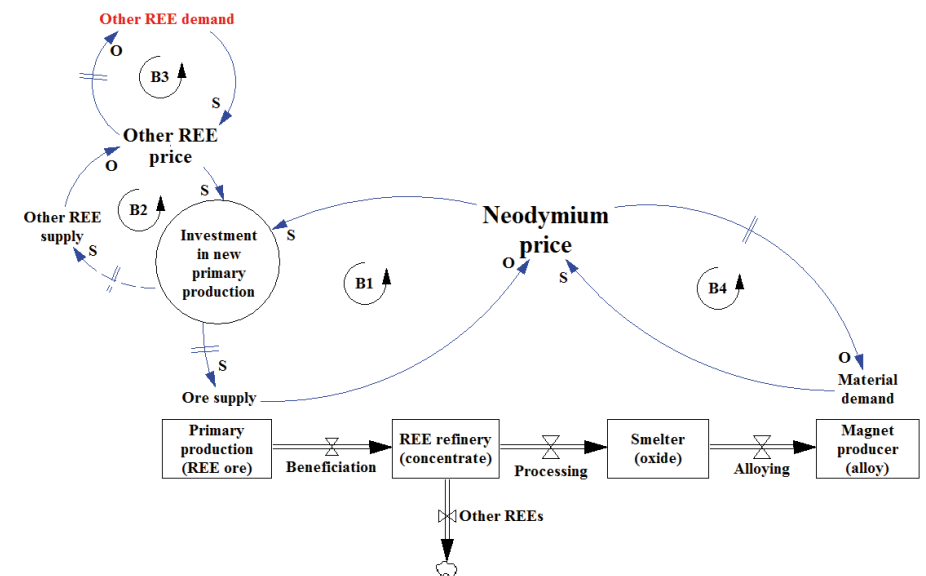 Other REE demand
O
B3
S
Other REE
price
O
S
B2
Other REE
supply
S
Investment
in new
primary
production
S
Neodymium
price
O
S
B1
B4
S
O
Ore supply
Material
demand
Primary
production
(REE ore)
Beneficiation
REE refinery
(concentrate)
Processing
Smelter
(oxide)
Alloying
Magnet
producer
(alloy)
Other REEs